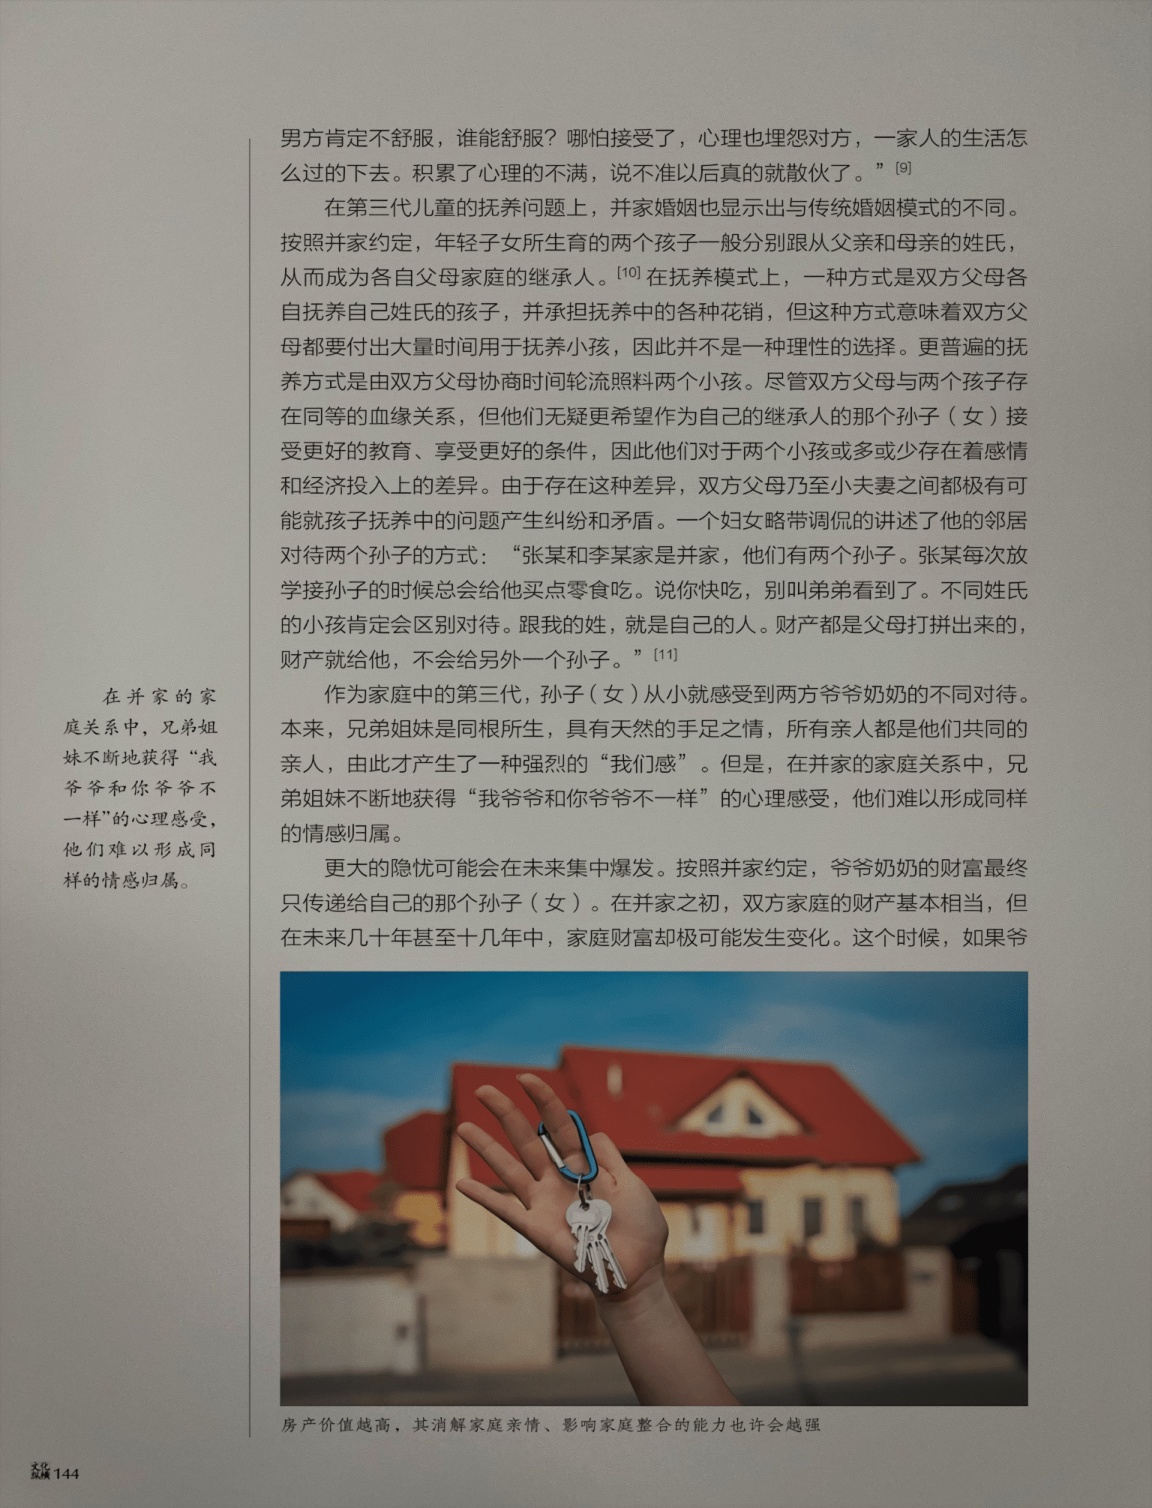 男方肯定不舒服，谁能舒服？哪怕接受了，心理也埋怨对方，一家人的生活怎
么过的下去。积累了心理的不满，说不准以后真的就散伙了。”[9]
在第三代儿童的抚养问题上，并家婚姻也显示出与传统婚姻模式的不同。
按照并家约定，年轻子女所生育的两个孩子一般分别跟从父亲和母亲的姓氏，
从而成为各自父母家庭的继承人。[10]在抚养模式上，一种方式是双方父母各
自抚养自己姓氏的孩子，并承担抚养中的各种花销，但这种方式意味着双方父
母都要付出大量时间用于抚养小孩，因此并不是一种理性的选择。更普遍的抚
养方式是由双方父母协商时间轮流照料两个小孩。尽管双方父母与两个孩子存
在同等的血缘关系，但他们无疑更希望作为自己的继承人的那个孙子（女）接
受更好的教育、享受更好的条件，因此他们对于两个小孩或多或少存在着感情
和经济投入上的差异。由于存在这种差异，双方父母乃至小夫妻之间都极有可
能就孩子抚养中的问题产生纠纷和矛盾。一个妇女略带调侃的讲述了他的邻居
对待两个孙子的方式：“张某和李某家是并家，他们有两个孙子。张某每次放
学接孙子的时候总会给他买点零食吃。说你快吃，别叫弟弟看到了。不同姓氏
的小孩肯定会区别对待。跟我的姓，就是自己的人。财产都是父母打拼出来的，
财产就给他，不会给另外一个孙子。”[11]
作为家庭中的第三代，孙子（女）从小就感受到两方爷爷奶奶的不同对待。
本来，兄弟姐妹是同根所生，具有天然的手足之情，所有亲人都是他们共同的
亲人，由此才产生了一种强烈的“我们感”。但是，在并家的家庭关系中，兄
弟姐妹不断地获得“我爷爷和你爷爷不一样”的心理感受，他们难以形成同样
的情感归属。
更大的隐忧可能会在未来集中爆发。按照并家约定，爷爷奶奶的财富最终
只传递给自己的那个孙子（女）。在并家之初，双方家庭的财产基本相当，但
在未来几十年甚至十几年中，家庭财富却极可能发生变化。这个时候，如果爷
在并家的家
庭关系中，兄弟姐
妹不断地获得“我
爷爷和你爷爷不
一样”的心理感受，
他们难以形成同
样的情感归属。
房产价值越高，其消解家庭亲情、影响家庭整合的能力也许会越强
文化
纵横 144